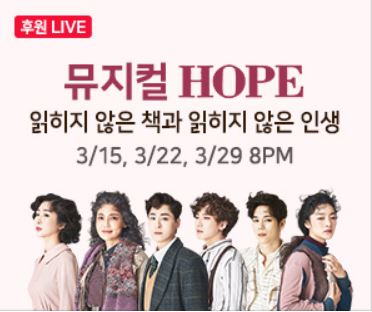 후원 LIVE
뮤지컬 HOPE
읽히지 않은 책과 읽히지 않은 인생
3/15, 3/22, 3/29 8PM